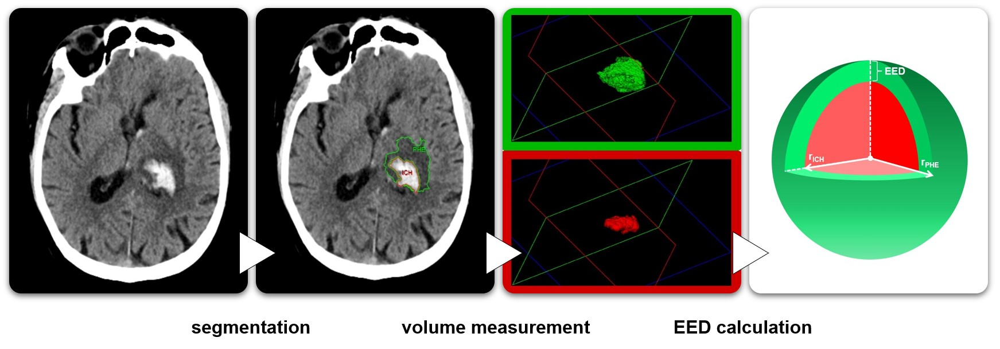 PHE
ICH
EED
rICH
rPHE
segmentation
volume measurement
EED calculation